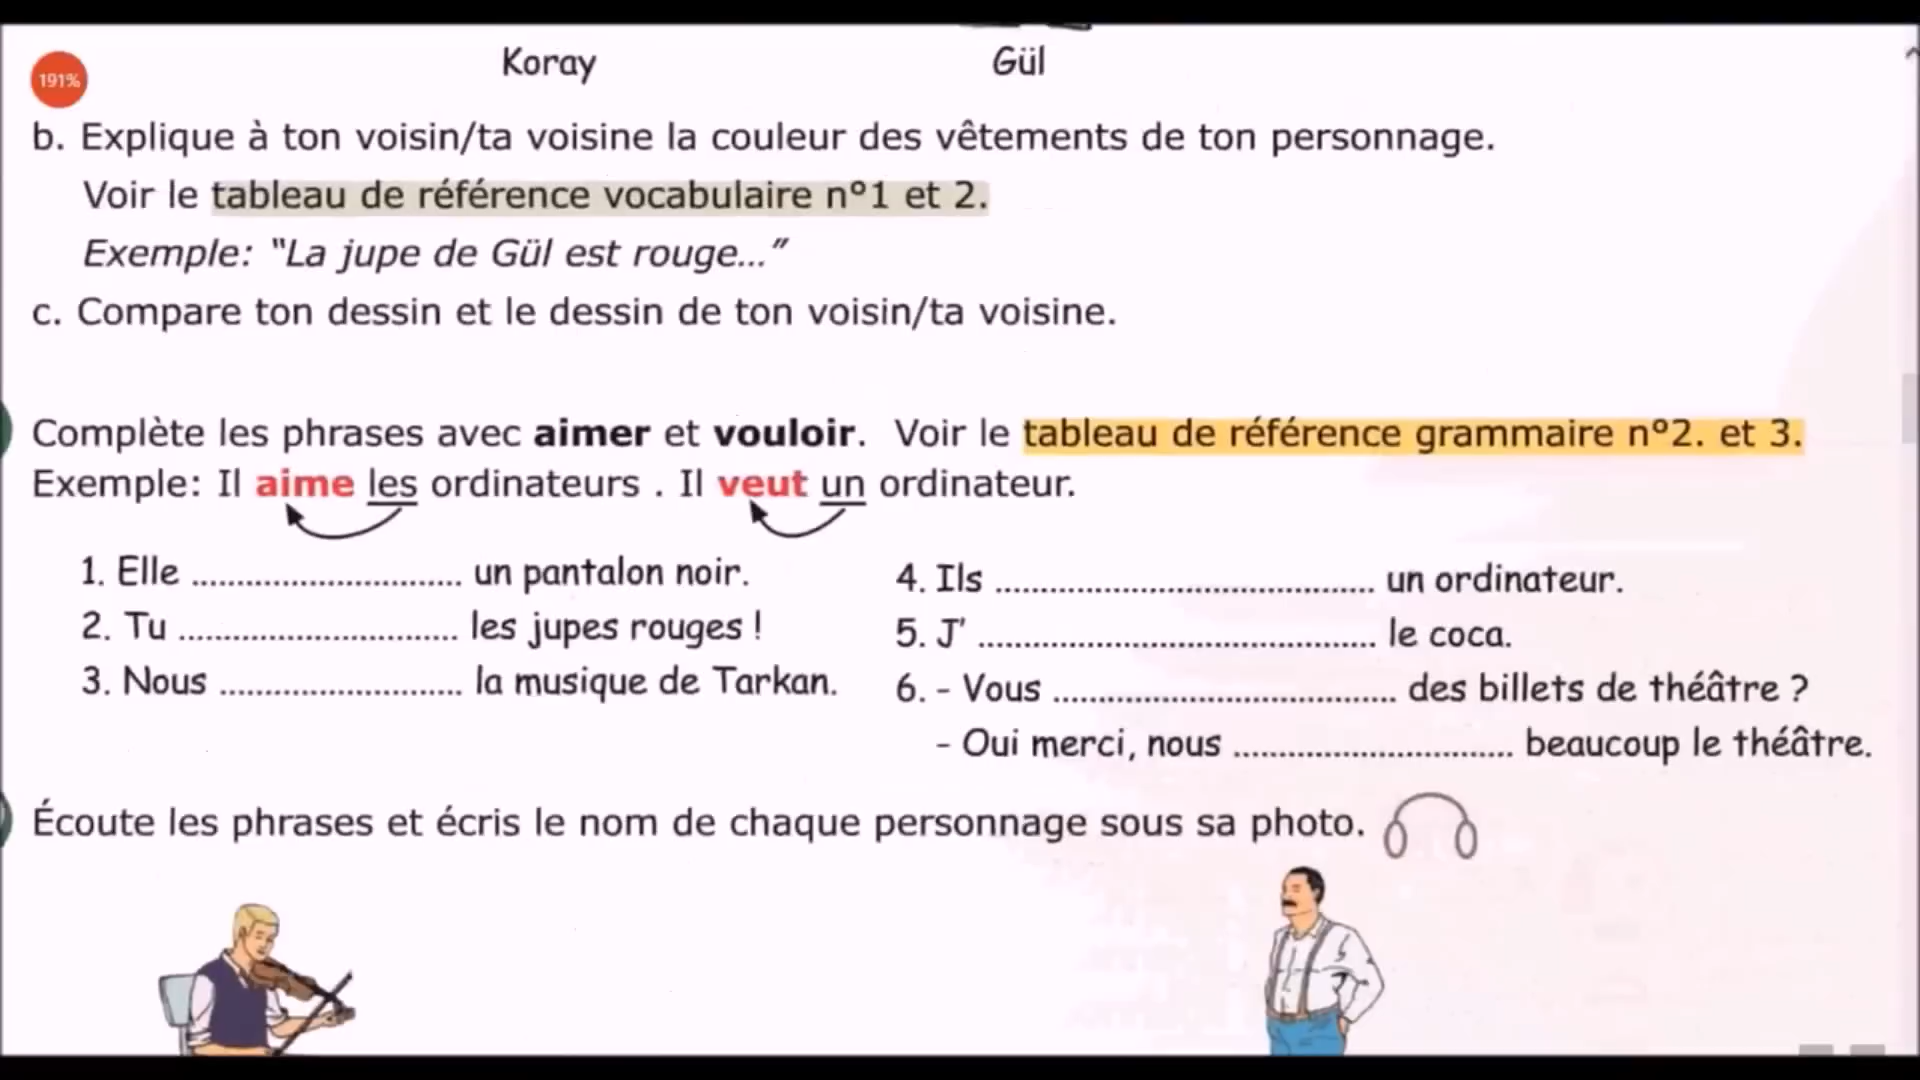 Koray Gül
191%
b. Explique à ton voisin/ta voisine la couleur des vêtements de ton personnage.
Voir le tableau de référence vocabulaire nº1 et 2.
Exemple: “La jupe de Gül est rouge...”
c. Compare ton dessin et le dessin de ton voisin/ta voisine.
Complète les phrases avec aimer et vouloir. Voir le tableau de référence grammaire nº2. et 3.
Exemple: Il aime les ordinateurs . Il veut un ordinateur.
1. Elle .............................. un pantalon noir.
2. Tu ............................... les jupes rouges !
3. Nous ........................... la musique de Tarkan.
4. Ils .......................................... un ordinateur.
5. J’ ............................................ le coca.
6. - Vous ...................................... des billets de théâtre ?
- Oui merci, nous ............................... beaucoup le théâtre.
Écoute les phrases et écris le nom de chaque personnage sous sa photo.